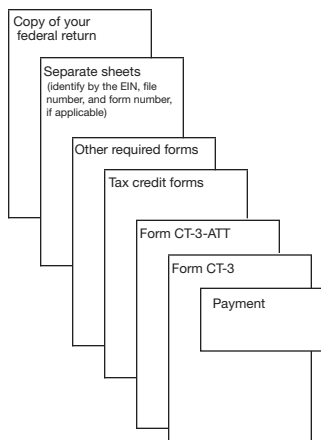 Copy of your
federal return
Separate sheets
(identify by the EIN, file
number, and form number,
if applicable)
Other required forms
Tax credit forms
Form CT-3-ATT
Form CT-3
Payment